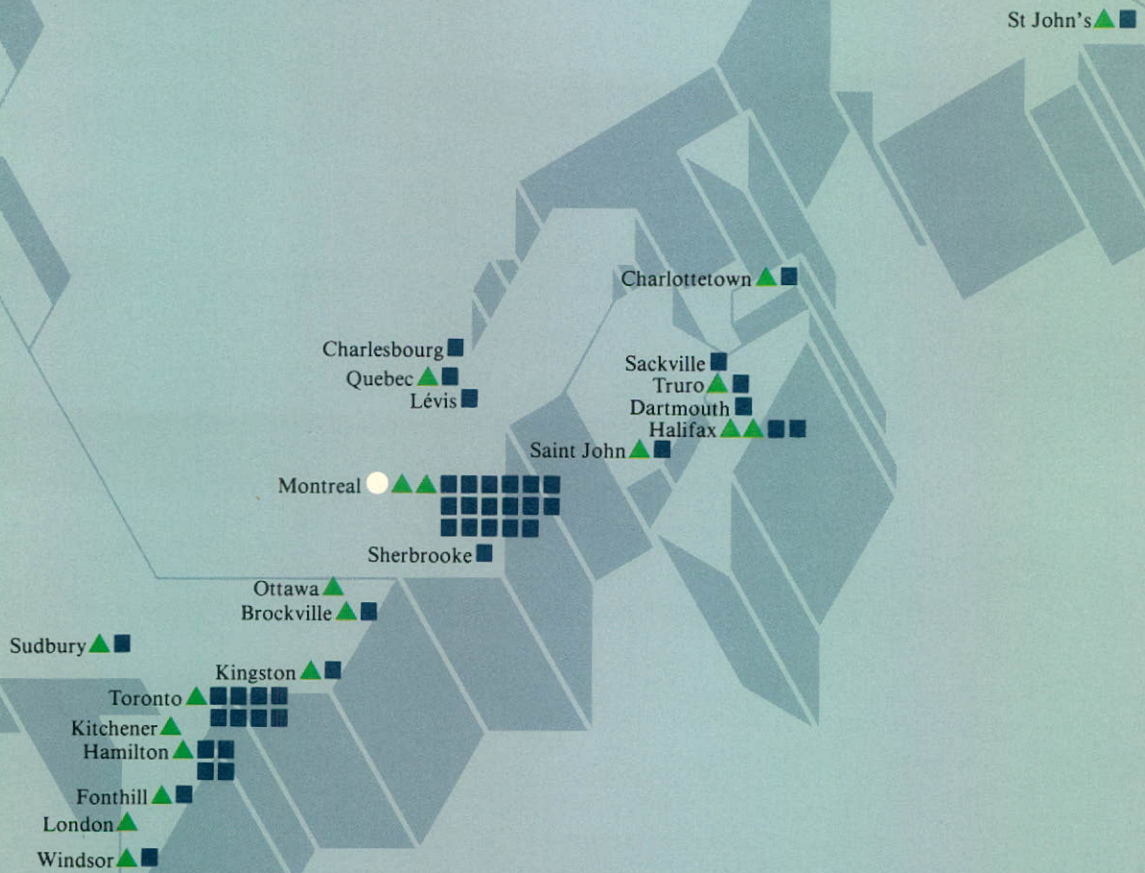 St John's
Charlottetown
Charlesbourg
Sackville
Quebec
Truro
Lévis
Dartmouth
Halifax
Saint John
Montreal
Sherbrooke
Ottawa
Brockville
Sudbury
Kingston
Toronto
Kitchener
Hamilton
Fonthill
London
Windsor